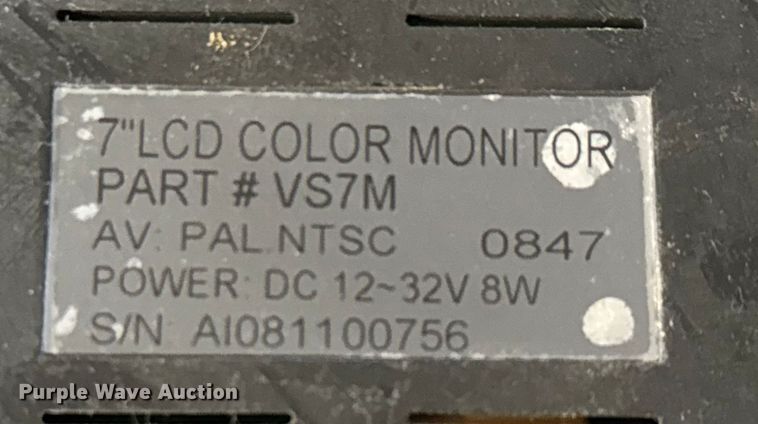 7"LCD COLOR MONITOR
PART # VS7M
AV: PAL.NTSC 0847
POWER: DC 12~32V 8W
S/N: AI081100756
Purple Wave Auction